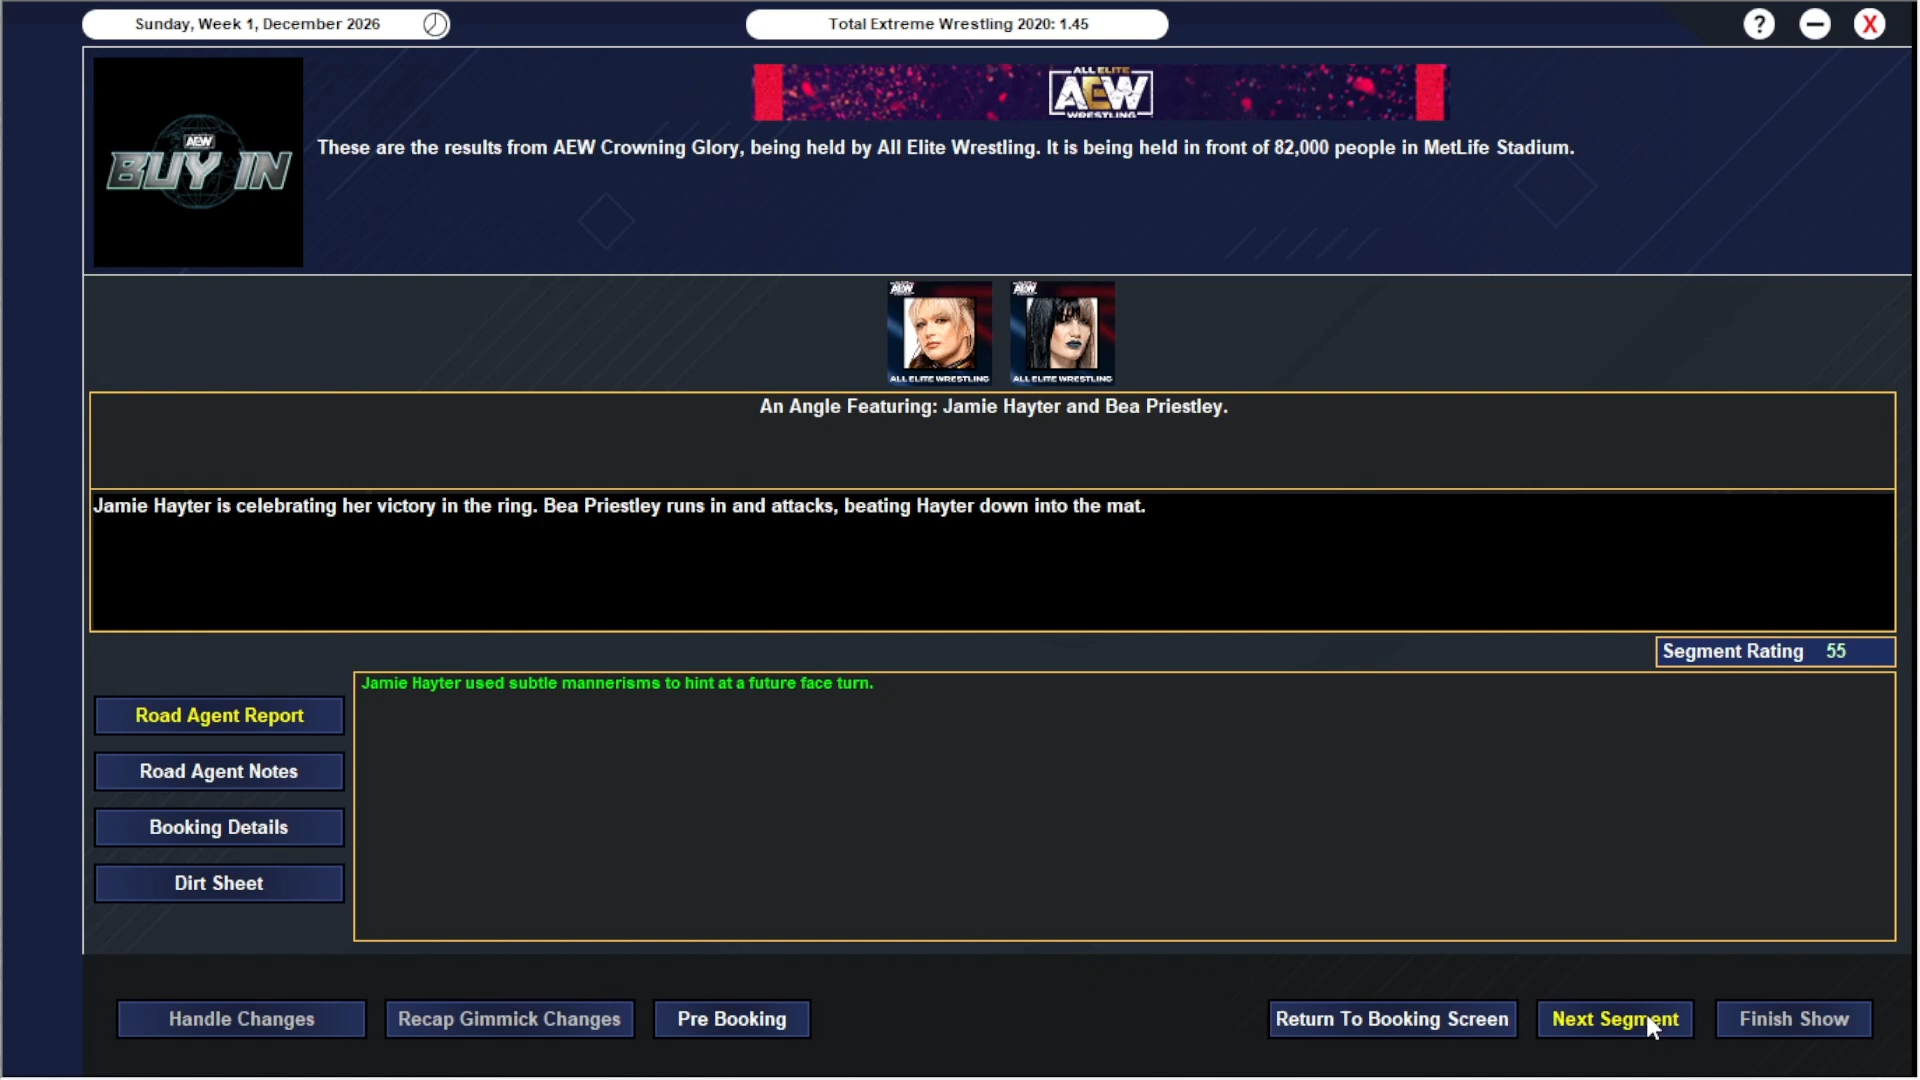 Sunday, Week 1, December 2026
Total Extreme Wrestling 2020: 1.45
?
X
ALL ELITE
AEW
WRESTLING
AEW
BUY IN
These are the results from AEW Crowning Glory, being held by All Elite Wrestling. It is being held in front of 82,000 people in MetLife Stadium.
AEW
AEW
ALL ELITE WRESTLING
ALL ELITE WRESTLING
An Angle Featuring: Jamie Hayter and Bea Priestley.
Jamie Hayter is celebrating her victory in the ring. Bea Priestley runs in and attacks, beating Hayter down into the mat.
Segment Rating 55
Jamie Hayter used subtle mannerisms to hint at a future face turn.
Road Agent Report
Road Agent Notes
Booking Details
Dirt Sheet
Handle Changes
Recap Gimmick Changes
Pre Booking
Return To Booking Screen
Next Segment
Finish Show